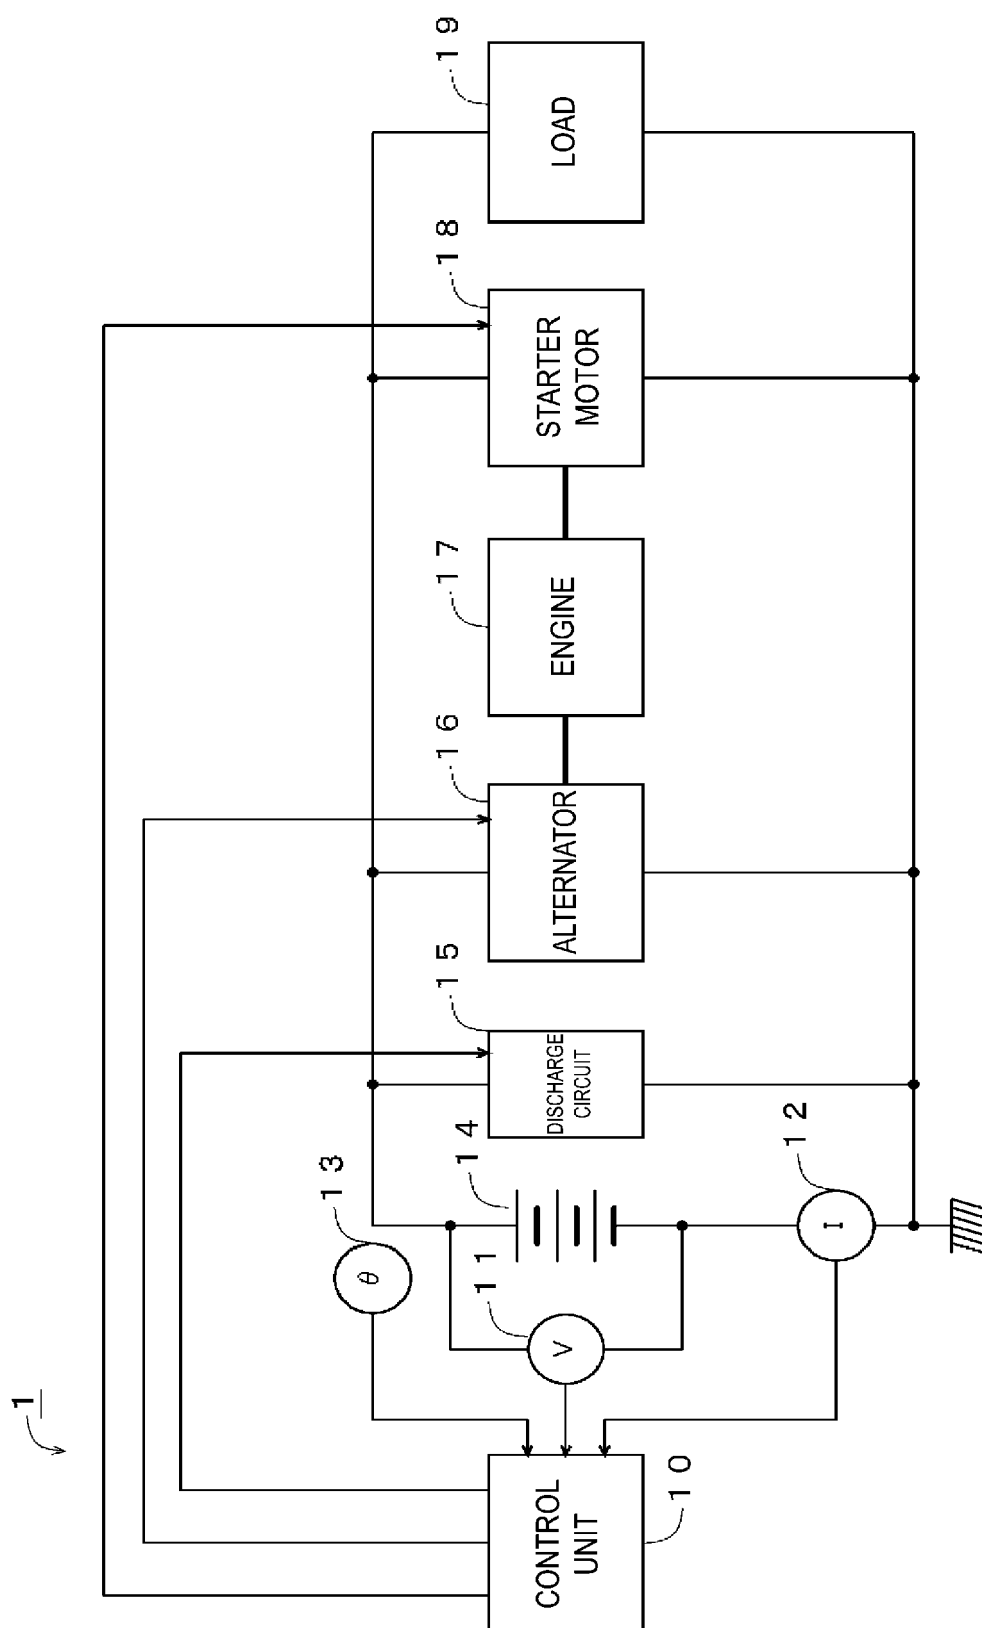 1
CONTROL
UNIT
10
V
11
I
12
θ
13
14
DISCHARGE
CIRCUIT
15
ALTERNATOR
16
ENGINE
17
STARTER
MOTOR
18
LOAD
19